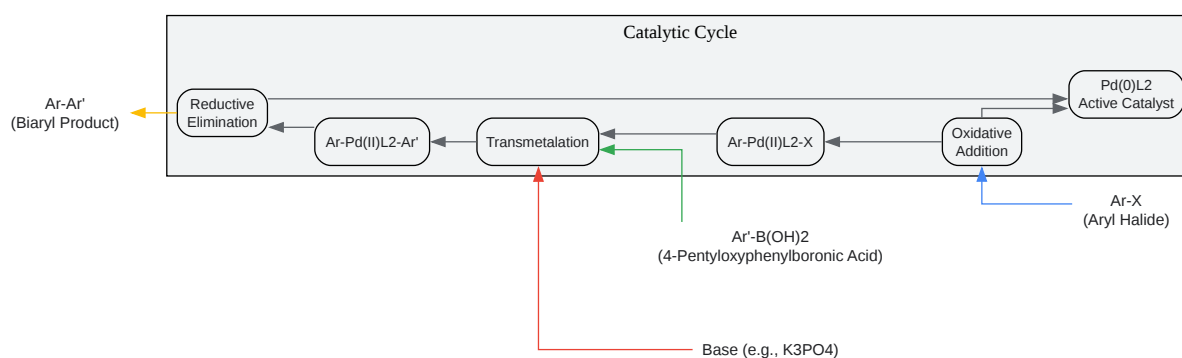 Catalytic Cycle
Pd(0)L2
Active Catalyst
Ar-Ar'
(Biaryl Product)
Reductive
Elimination
Ar-Pd(II)L2-Ar'
Transmetalation
Ar-Pd(II)L2-X
Oxidative
Addition
Ar-X
(Aryl Halide)
Ar'-B(OH)2
(4-Pentyloxyphenylboronic Acid)
Base (e.g., K3PO4)